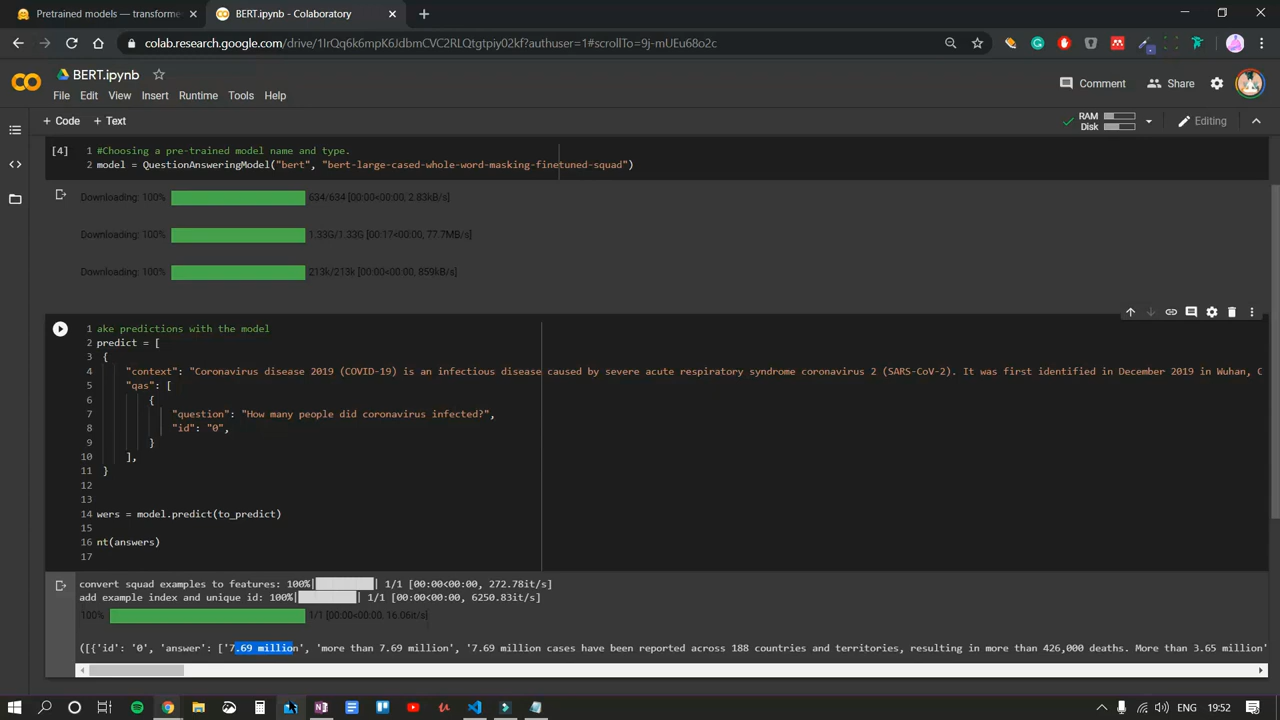 Pretrained models — transforme
BERT.ipynb - Colaboratory
colab.research.google.com/drive/1IrQq6k6mpK6JdbmCVC2RLQtgtpiy02kf?authuser=1#scrollTo=9j-mUEu68o2c
BERT.ipynb
File Edit View Insert Runtime Tools Help
Comment
Share
+ Code + Text
RAM
Disk
Editing
[4] 1 #Choosing a pre-trained model name and type.
2 model = QuestionAnsweringModel("bert", "bert-large-cased-whole-word-masking-finetuned-squad")
Downloading: 100% 634/634 [00:00<00:00, 2.83kB/s]
Downloading: 100% 1.33G/1.33G [00:17<00:00, 77.7MB/s]
Downloading: 100% 213k/213k [00:00<00:00, 859kB/s]
1 ake predictions with the model
2 predict = [
3 {
4 "context": "Coronavirus disease 2019 (COVID-19) is an infectious disease caused by severe acute respiratory syndrome coronavirus 2 (SARS-CoV-2). It was first identified in December 2019 in Wuhan, C
5 "qas": [
6 {
7 "question": "How many people did coronavirus infected?",
8 "id": "0",
9 }
10 ],
11 }
12
13
14 wers = model.predict(to_predict)
15
16 nt(answers)
17
convert squad examples to features: 100%| | 1/1 [00:00<00:00, 272.78it/s]
add example index and unique id: 100%| | 1/1 [00:00<00:00, 6250.83it/s]
100% 1/1 [00:00<00:00, 16.06it/s]
([{'id': '0', 'answer': ['7.69 million', 'more than 7.69 million', '7.69 million cases have been reported across 188 countries and territories, resulting in more than 426,000 deaths. More than 3.65 million'
ENG 19:52